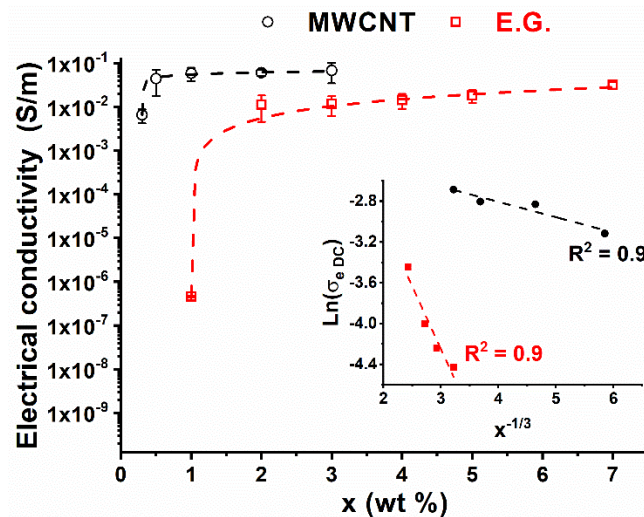 MWCNT E.G.
Electrical conductivity (S/m)
1x10⁻¹
1x10⁻²
1x10⁻³
1x10⁻⁴
1x10⁻⁵
1x10⁻⁶
1x10⁻⁷
1x10⁻⁸
1x10⁻⁹
0 1 2 3 4 5 6 7
x (wt %)
Ln(σₑ DC)
-2.8
-3.2
-3.6
-4.0
-4.4
R² = 0.9
R² = 0.9
2 3 4 5 6
x⁻¹ᐟ³